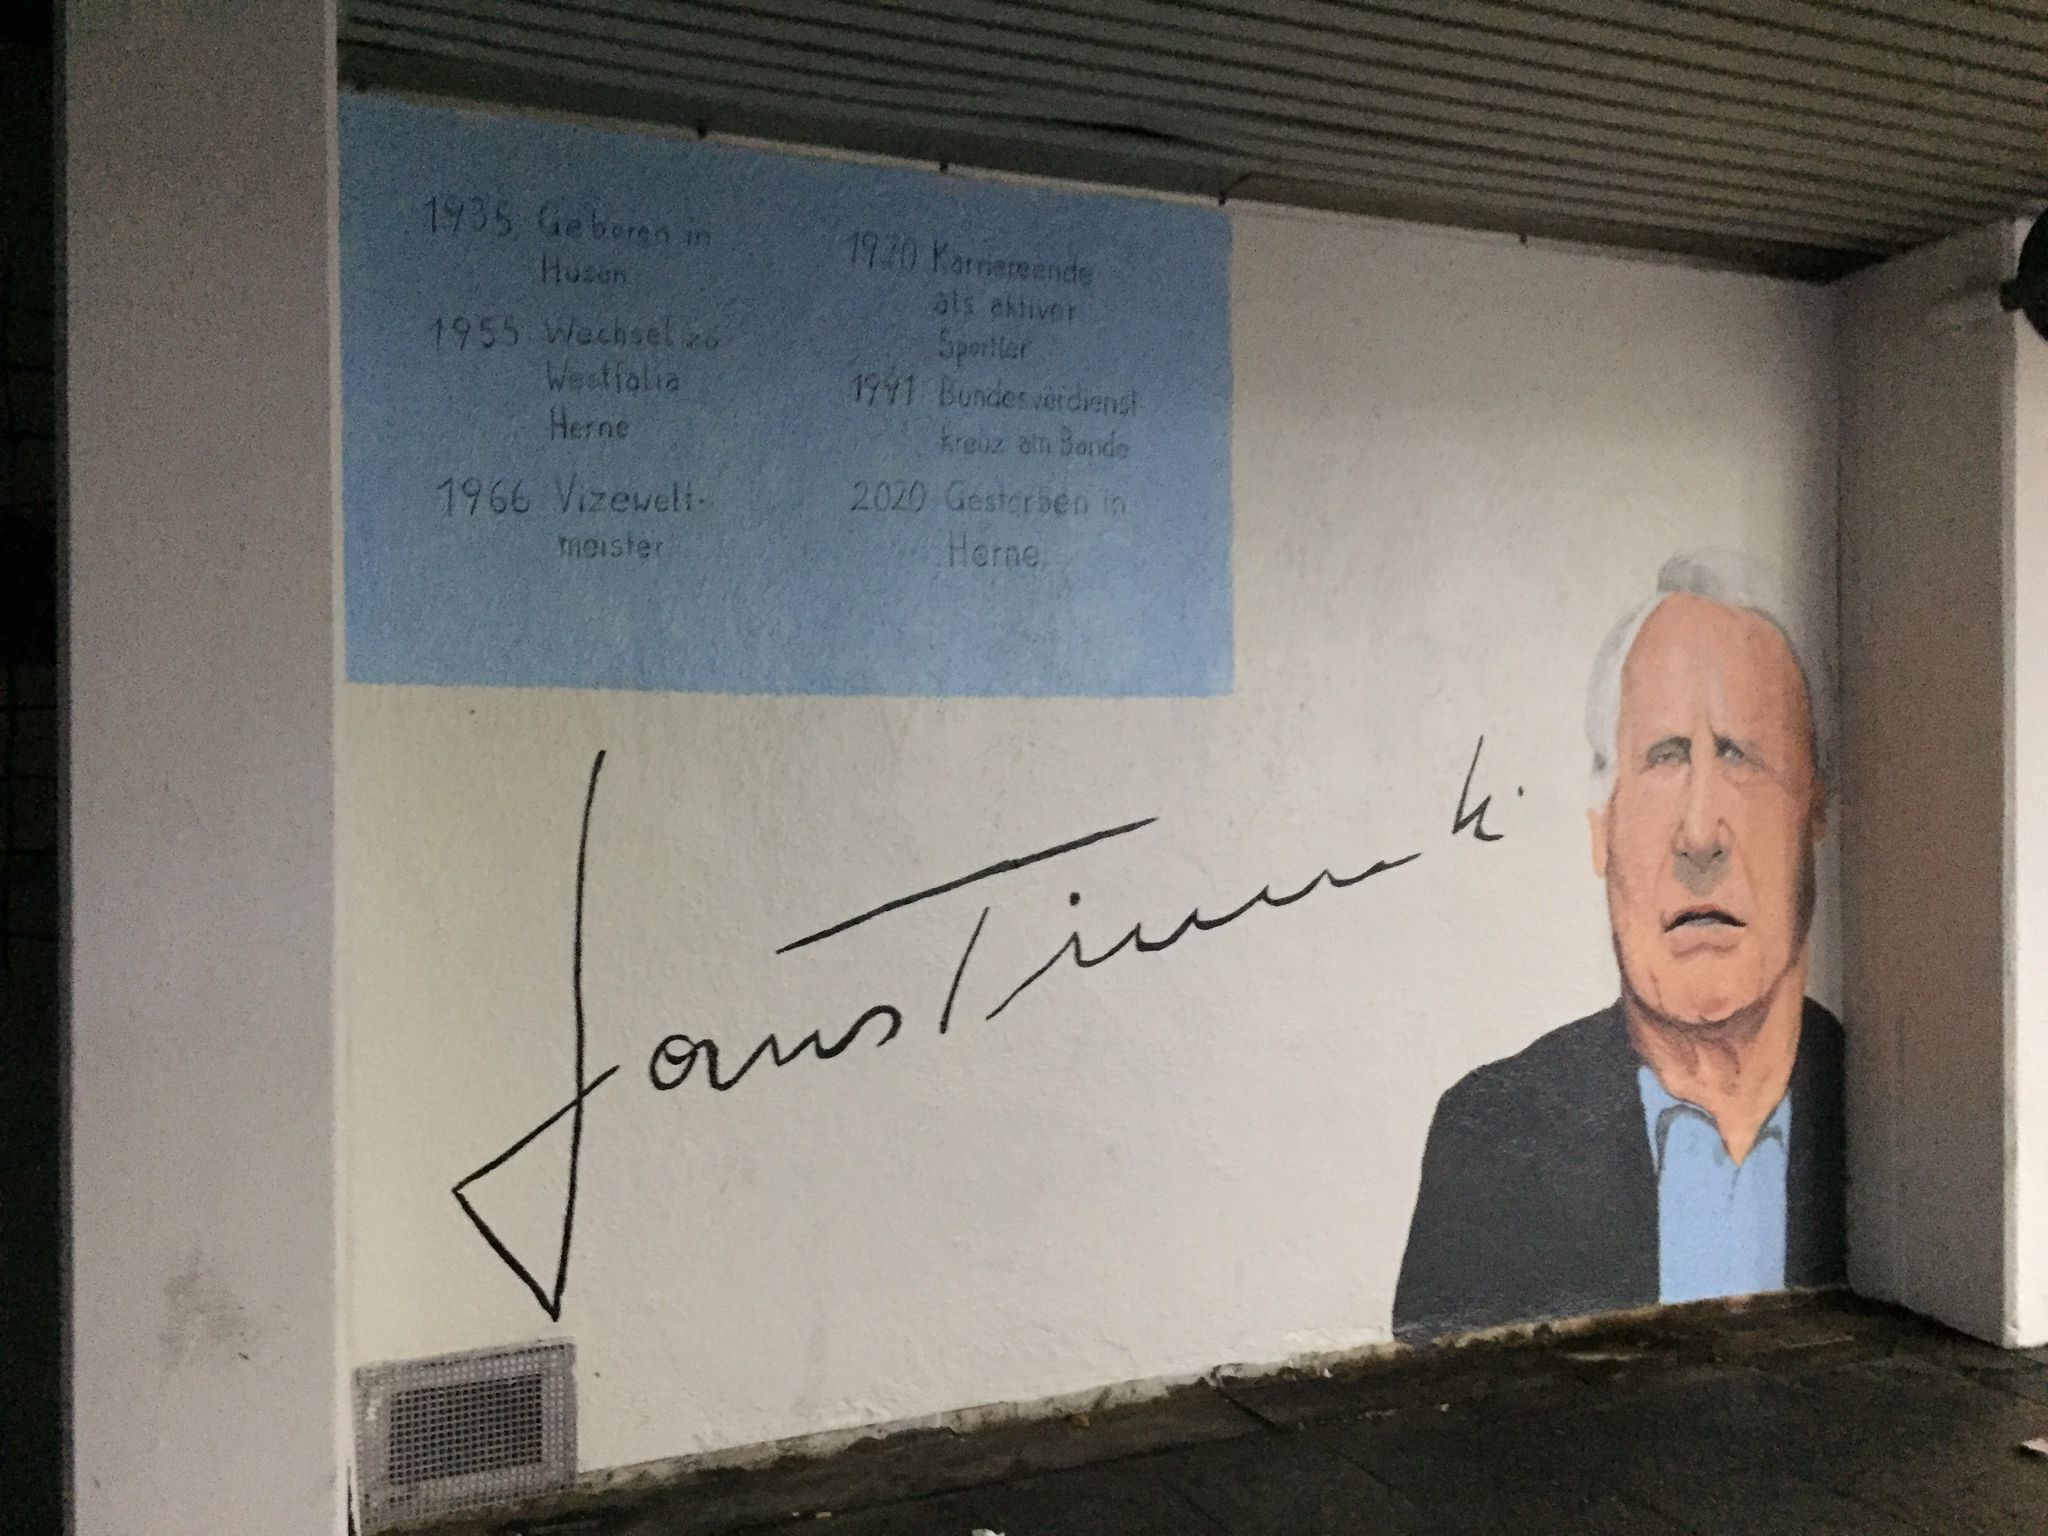 1935 Geboren in
Husen
1955 Wechsel zu
Westfalia
Herne
1966 Vizewelt-
meister
1970 Karriereende
als aktiver
Sportler
1991 Bundesverdienst
kreuz am Bande
2020 Gestorben in
Herne